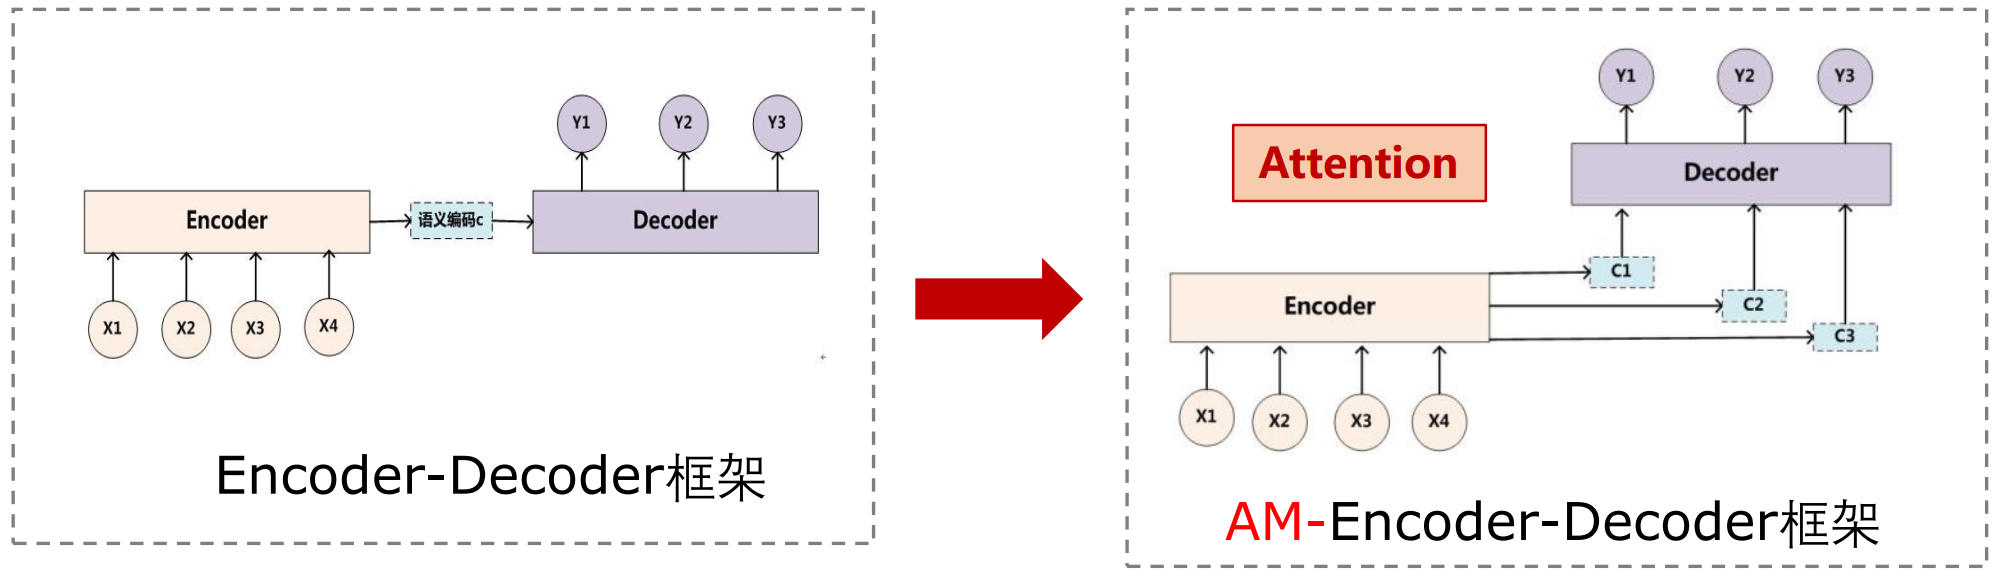 Y1 Y2 Y3
Encoder 语义编码c Decoder
X1 X2 X3 X4
Encoder-Decoder框架
Y1 Y2 Y3
Attention
Decoder
C1
Encoder
C2
C3
X1 X2 X3 X4
AM-Encoder-Decoder框架